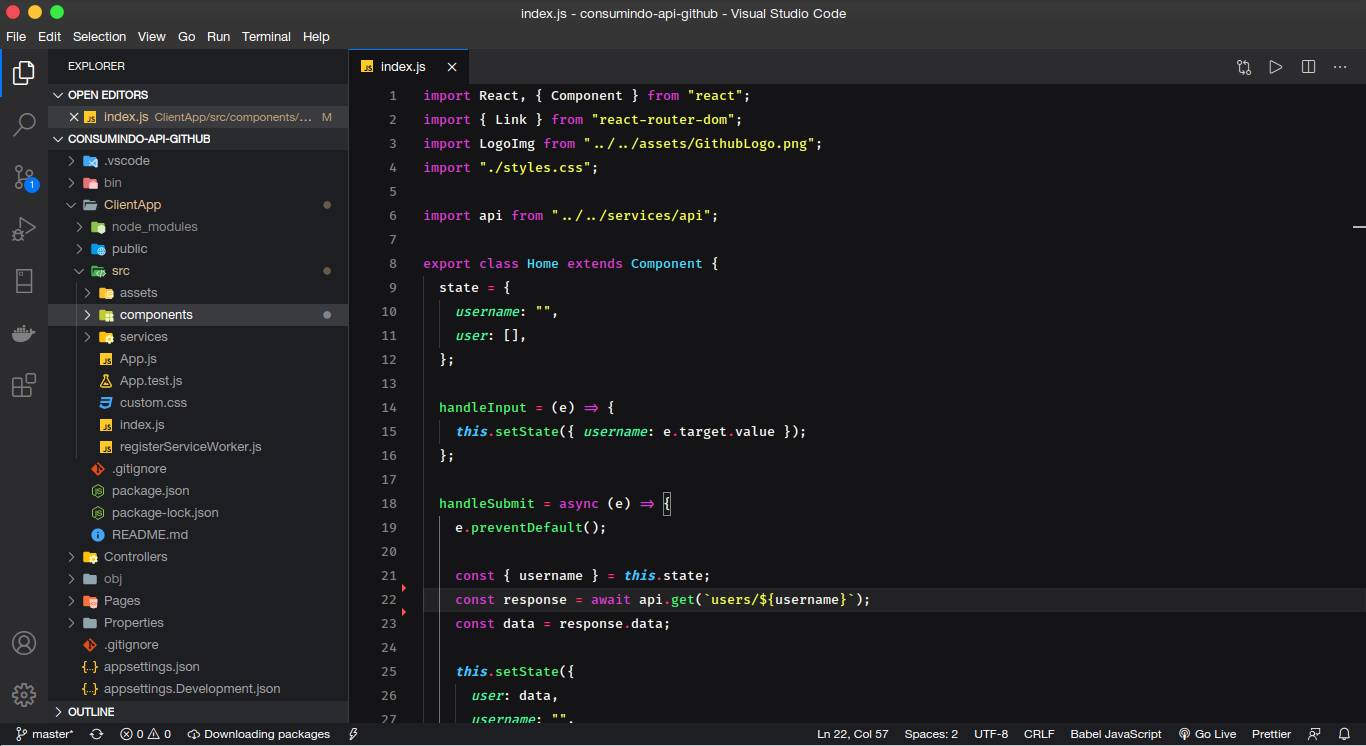 index.js - consumindo-api-github - Visual Studio Code
File Edit Selection View Go Run Terminal Help
EXPLORER
OPEN EDITORS
JS index.js ClientApp/src/components/... M
CONSUMINDO-API-GITHUB
.vscode
bin
ClientApp
node_modules
public
src
assets
components
services
JS App.js
App.test.js
custom.css
JS index.js
JS registerServiceWorker.js
.gitignore
package.json
package-lock.json
README.md
Controllers
obj
Pages
Properties
.gitignore
{..} appsettings.json
{..} appsettings.Development.json
OUTLINE
1
JS index.js
1 import React, { Component } from "react";
2 import { Link } from "react-router-dom";
3 import LogoImg from "../../assets/GithubLogo.png";
4 import "./styles.css";
5
6 import api from "../../services/api";
7
8 export class Home extends Component {
9 state = {
10 username: "",
11 user: [],
12 };
13
14 handleInput = (e) => {
15 this.setState({ username: e.target.value });
16 };
17
18 handleSubmit = async (e) => {
19 e.preventDefault();
20
21 const { username } = this.state;
22 const response = await api.get(`users/${username}`);
23 const data = response.data;
24
25 this.setState({
26 user: data,
27 username: "",
master* 0 0 Downloading packages Ln 22, Col 57 Spaces: 2 UTF-8 CRLF Babel JavaScript Go Live Prettier